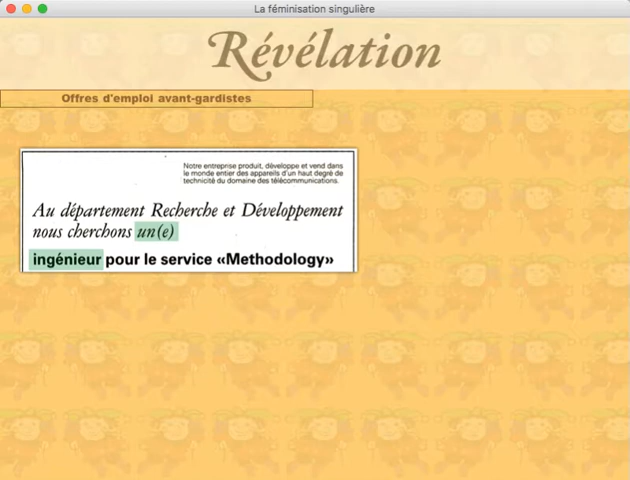 La féminisation singulière
Révélation
Offres d'emploi avant-gardistes
Notre entreprise produit, développe et vend dans
le monde entier des appareils d'un haut degré de
technicité du domaine des télécommunications.
Au département Recherche et Développement
nous cherchons un(e)
ingénieur pour le service «Methodology»